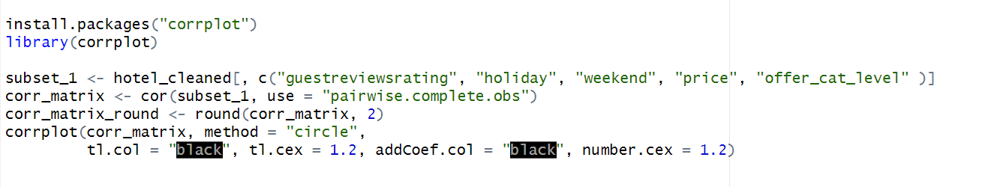 install.packages("corrplot")
library(corrplot)
subset_1 <- hotel_cleaned[, c("guestreviewsrating", "holiday", "weekend", "price", "offer_cat_level" )]
corr_matrix <- cor(subset_1, use = "pairwise.complete.obs")
corr_matrix_round <- round(corr_matrix, 2)
corrplot(corr_matrix, method = "circle",
         tl.col = "black", tl.cex = 1.2, addCoef.col = "black", number.cex = 1.2)